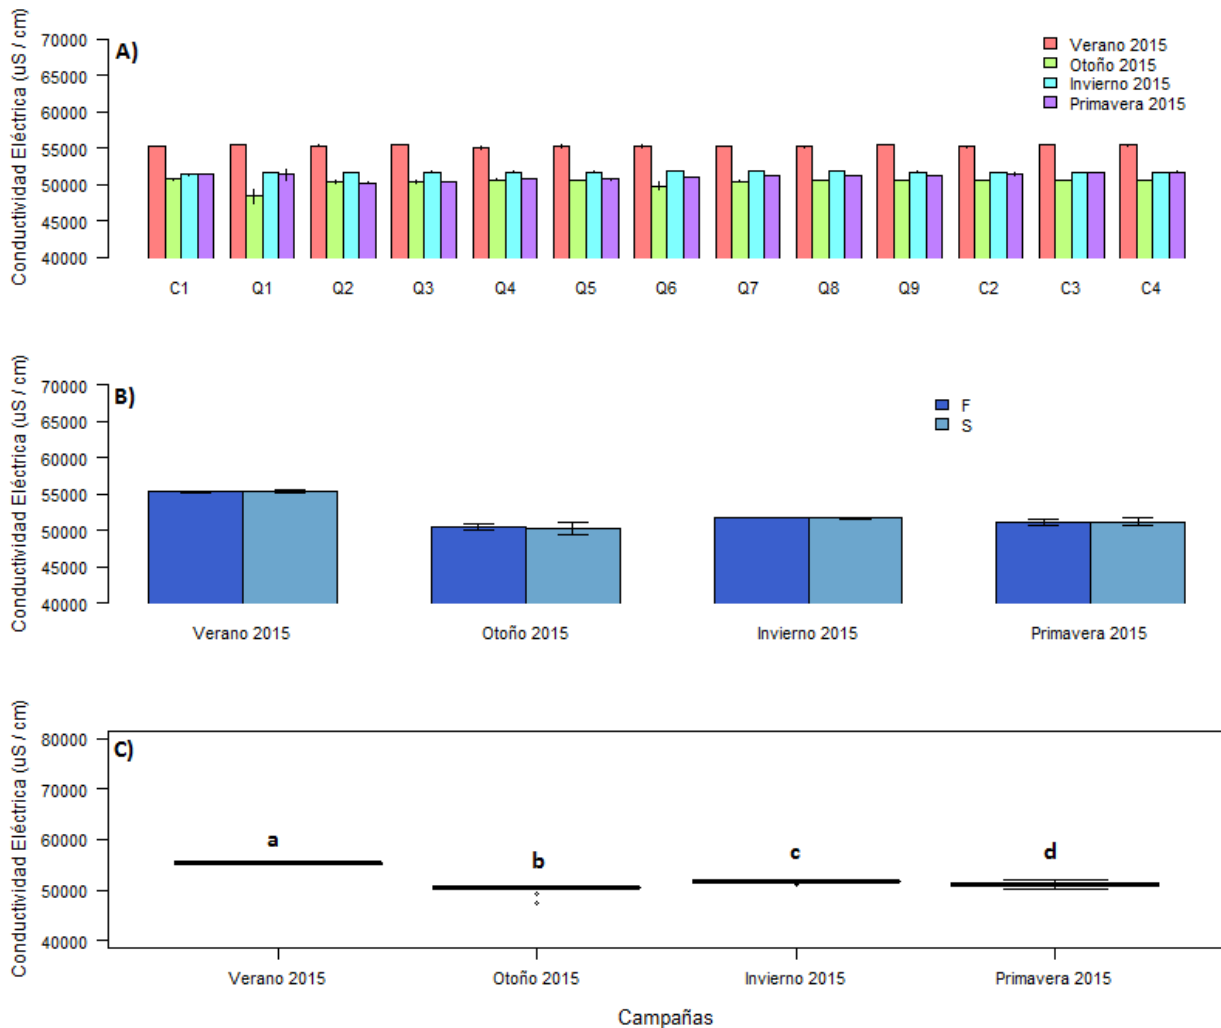 Conductividad Eléctrica (uS / cm)
70000
65000
60000
55000
50000
45000
40000
A)
Verano 2015
Otoño 2015
Invierno 2015
Primavera 2015
C1 Q1 Q2 Q3 Q4 Q5 Q6 Q7 Q8 Q9 C2 C3 C4
Conductividad Eléctrica (uS / cm)
70000
65000
60000
55000
50000
45000
40000
B)
F
S
Verano 2015 Otoño 2015 Invierno 2015 Primavera 2015
Conductividad Eléctrica (uS / cm)
80000
70000
60000
50000
40000
C)
a b c d
Verano 2015 Otoño 2015 Invierno 2015 Primavera 2015
Campañas